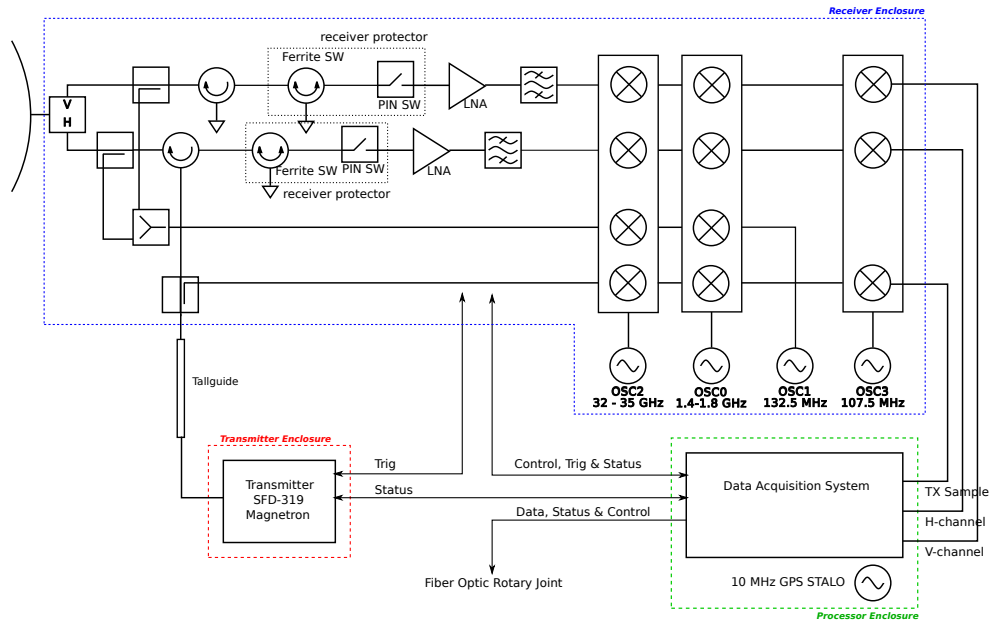 Receiver Enclosure
receiver protector
Ferrite SW
PIN SW
LNA
V
H
Ferrite SW
PIN SW
LNA
receiver protector
Tallguide
OSC2
32 - 35 GHz
OSC0
1.4-1.8 GHz
OSC1
132.5 MHz
OSC3
107.5 MHz
Transmitter Enclosure
Transmitter
SFD-319
Magnetron
Trig
Status
Control, Trig & Status
Data, Status & Control
Fiber Optic Rotary Joint
Data Acquisition System
TX Sample
H-channel
V-channel
10 MHz GPS STALO
Processor Enclosure